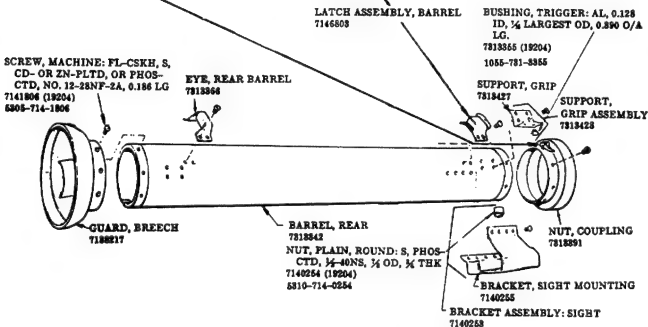 LATCH ASSEMBLY, BARREL
7146803
BUSHING, TRIGGER: AL, 0.128
ID, ¼ LARGEST OD, 0.390 O/A
LG.
7313355 (19204)
1055-731-3355
SCREW, MACHINE: FL-CSKH, S,
CD- OR ZN-PLTD, OR PHOS-
CTD, NO. 12-28NF-2A, 0.186 LG
7141806 (19204)
5305-714-1806
EYE, REAR BARREL
7313366
SUPPORT, GRIP
7313427
SUPPORT,
GRIP ASSEMBLY
7313428
GUARD, BREECH
7138217
BARREL, REAR
7313342
NUT, PLAIN, ROUND: S, PHOS-
CTD, ¼-40NS, ⅜ OD, ¼ THK
7140254 (19204)
5310-714-0254
NUT, COUPLING
7313391
BRACKET, SIGHT MOUNTING
7140255
BRACKET ASSEMBLY: SIGHT
7140253